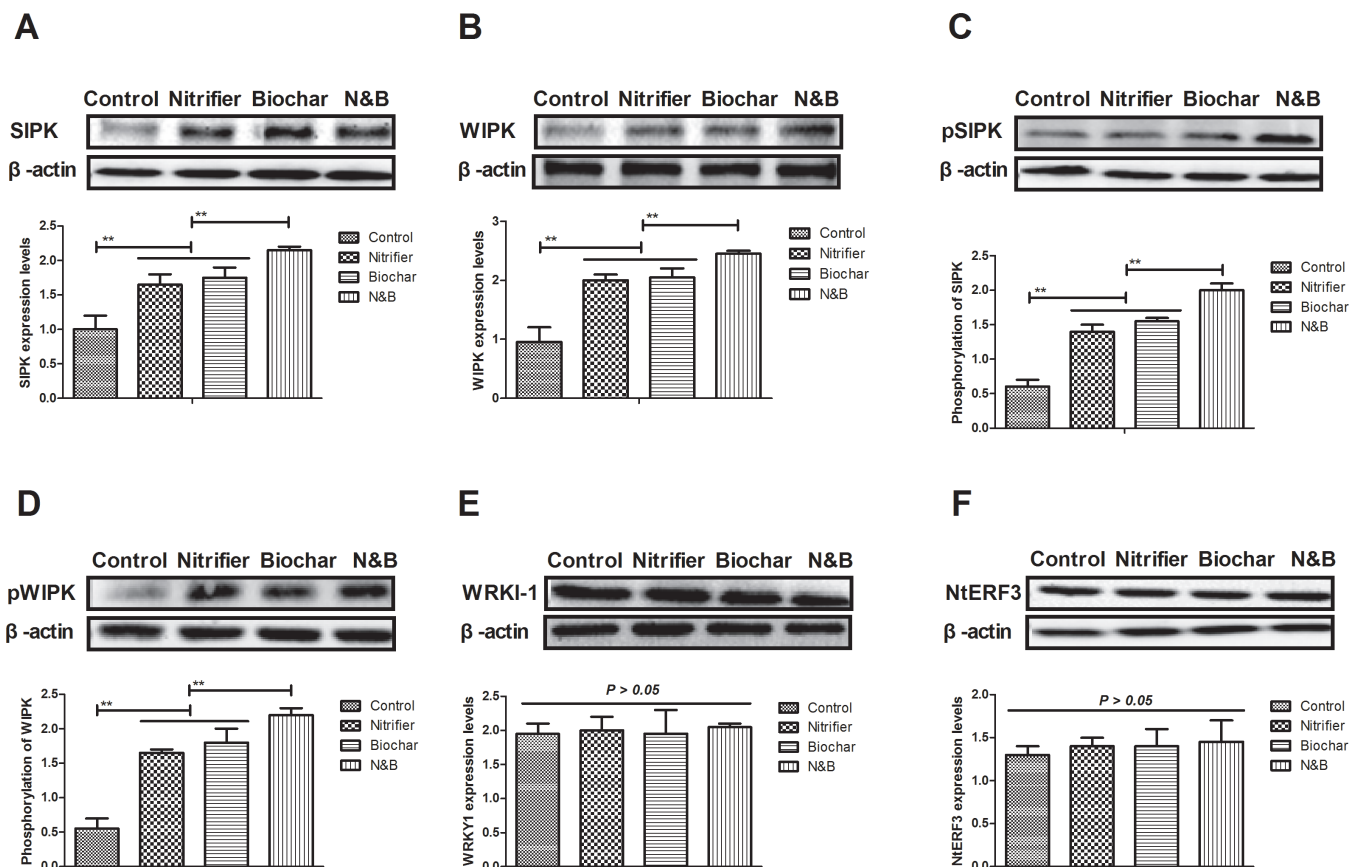 A
Control Nitrifier Biochar N&B
SIPK
β -actin
**
**
SIPK expression levels
2.5
2.0
1.5
1.0
0.5
0.0
Control
Nitrifier
Biochar
N&B
B
Control Nitrifier Biochar N&B
WIPK
β -actin
**
**
WIPK expression levels
3
2
1
0
Control
Nitrifier
Biochar
N&B
C
Control Nitrifier Biochar N&B
pSIPK
β -actin
**
**
Phosphorylation of SIPK
2.5
2.0
1.5
1.0
0.5
0.0
Control
Nitrifier
Biochar
N&B
D
Control Nitrifier Biochar N&B
pWIPK
β -actin
**
**
Phosphorylation of WIPK
2.5
2.0
1.5
1.0
0.5
0.0
Control
Nitrifier
Biochar
N&B
E
Control Nitrifier Biochar N&B
WRKI-1
β -actin
P > 0.05
WRKY1 expression levels
2.5
2.0
1.5
1.0
0.5
0.0
Control
Nitrifier
Biochar
N&B
F
Control Nitrifier Biochar N&B
NtERF3
β -actin
P > 0.05
NtERF3 expression levels
2.0
1.5
1.0
0.5
0.0
Control
Nitrifier
Biochar
N&B